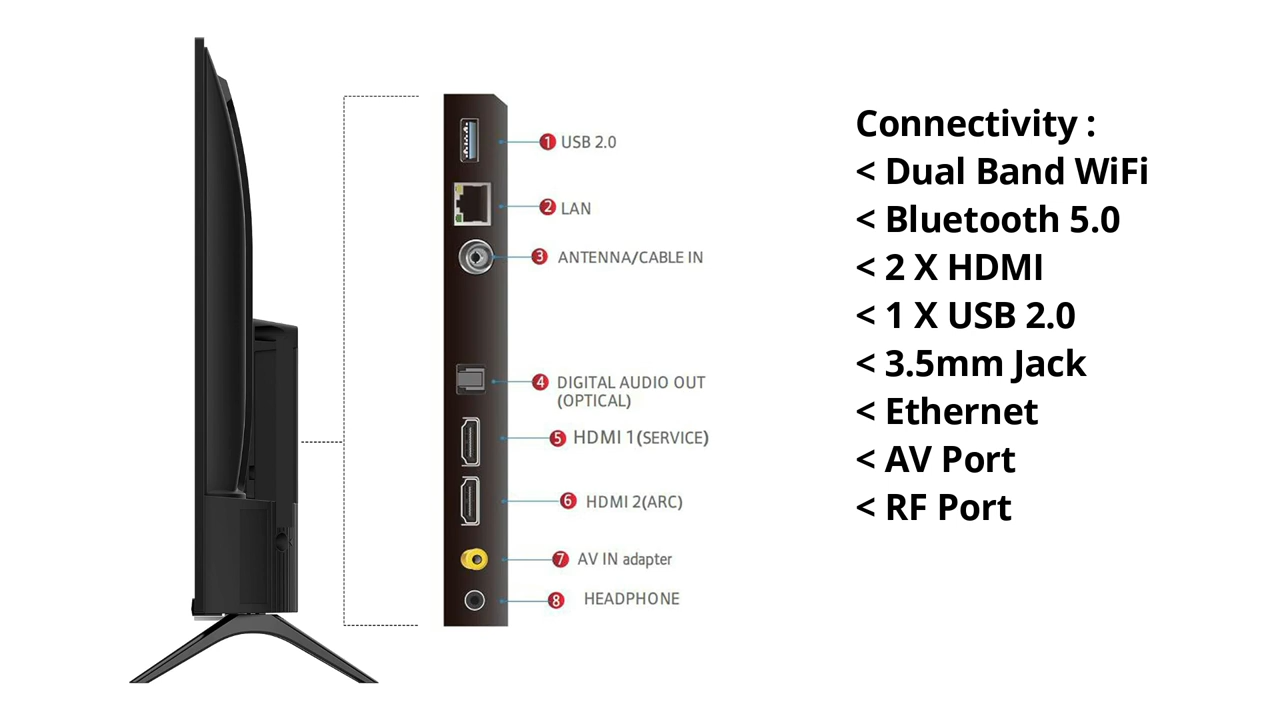 1 USB 2.0
2 LAN
3 ANTENNA/CABLE IN
4 DIGITAL AUDIO OUT
(OPTICAL)
5 HDMI 1(SERVICE)
6 HDMI 2(ARC)
7 AV IN adapter
8 HEADPHONE
Connectivity :
< Dual Band WiFi
< Bluetooth 5.0
< 2 X HDMI
< 1 X USB 2.0
< 3.5mm Jack
< Ethernet
< AV Port
< RF Port